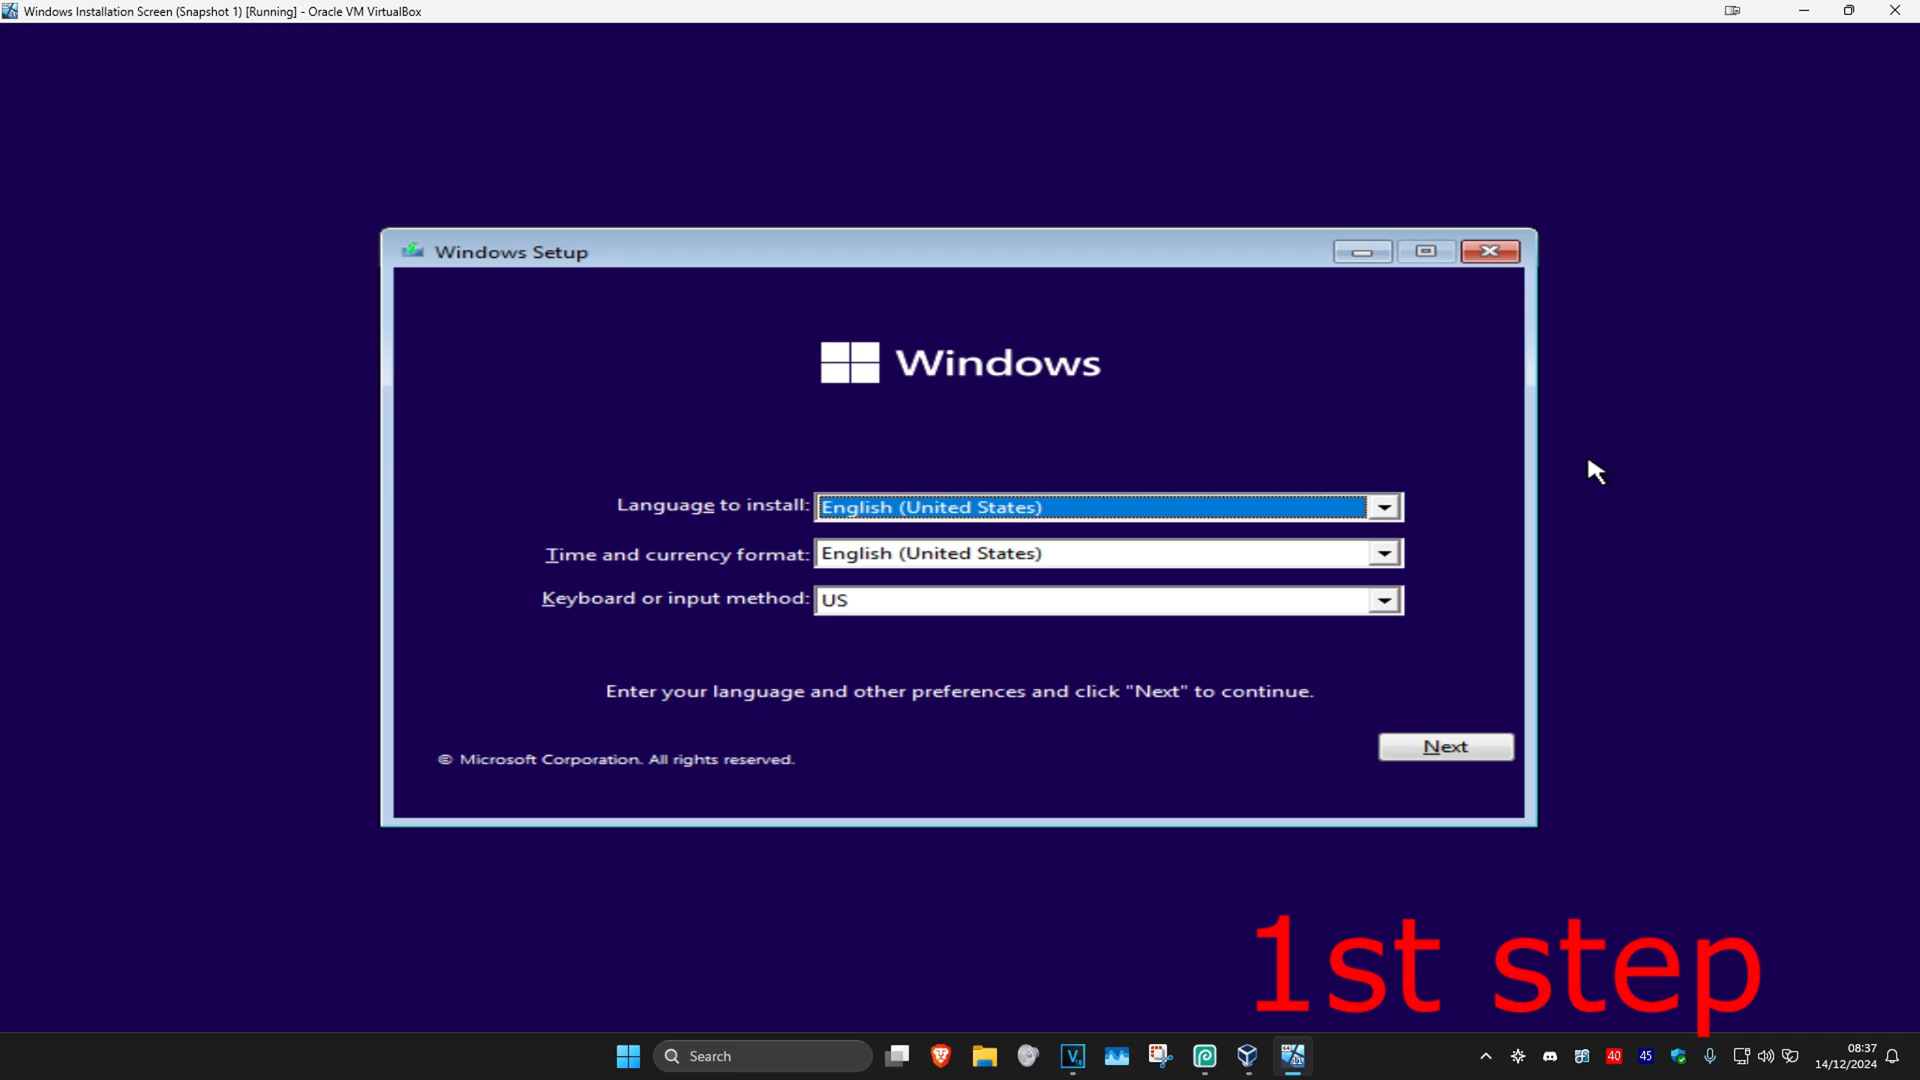 Windows Installation Screen (Snapshot 1) [Running] - Oracle VM VirtualBox
Windows Setup
Windows
Language to install: English (United States)
Time and currency format: English (United States)
Keyboard or input method: US
Enter your language and other preferences and click "Next" to continue.
Next
© Microsoft Corporation. All rights reserved.
1st step
Search
40
45
08:37
14/12/2024